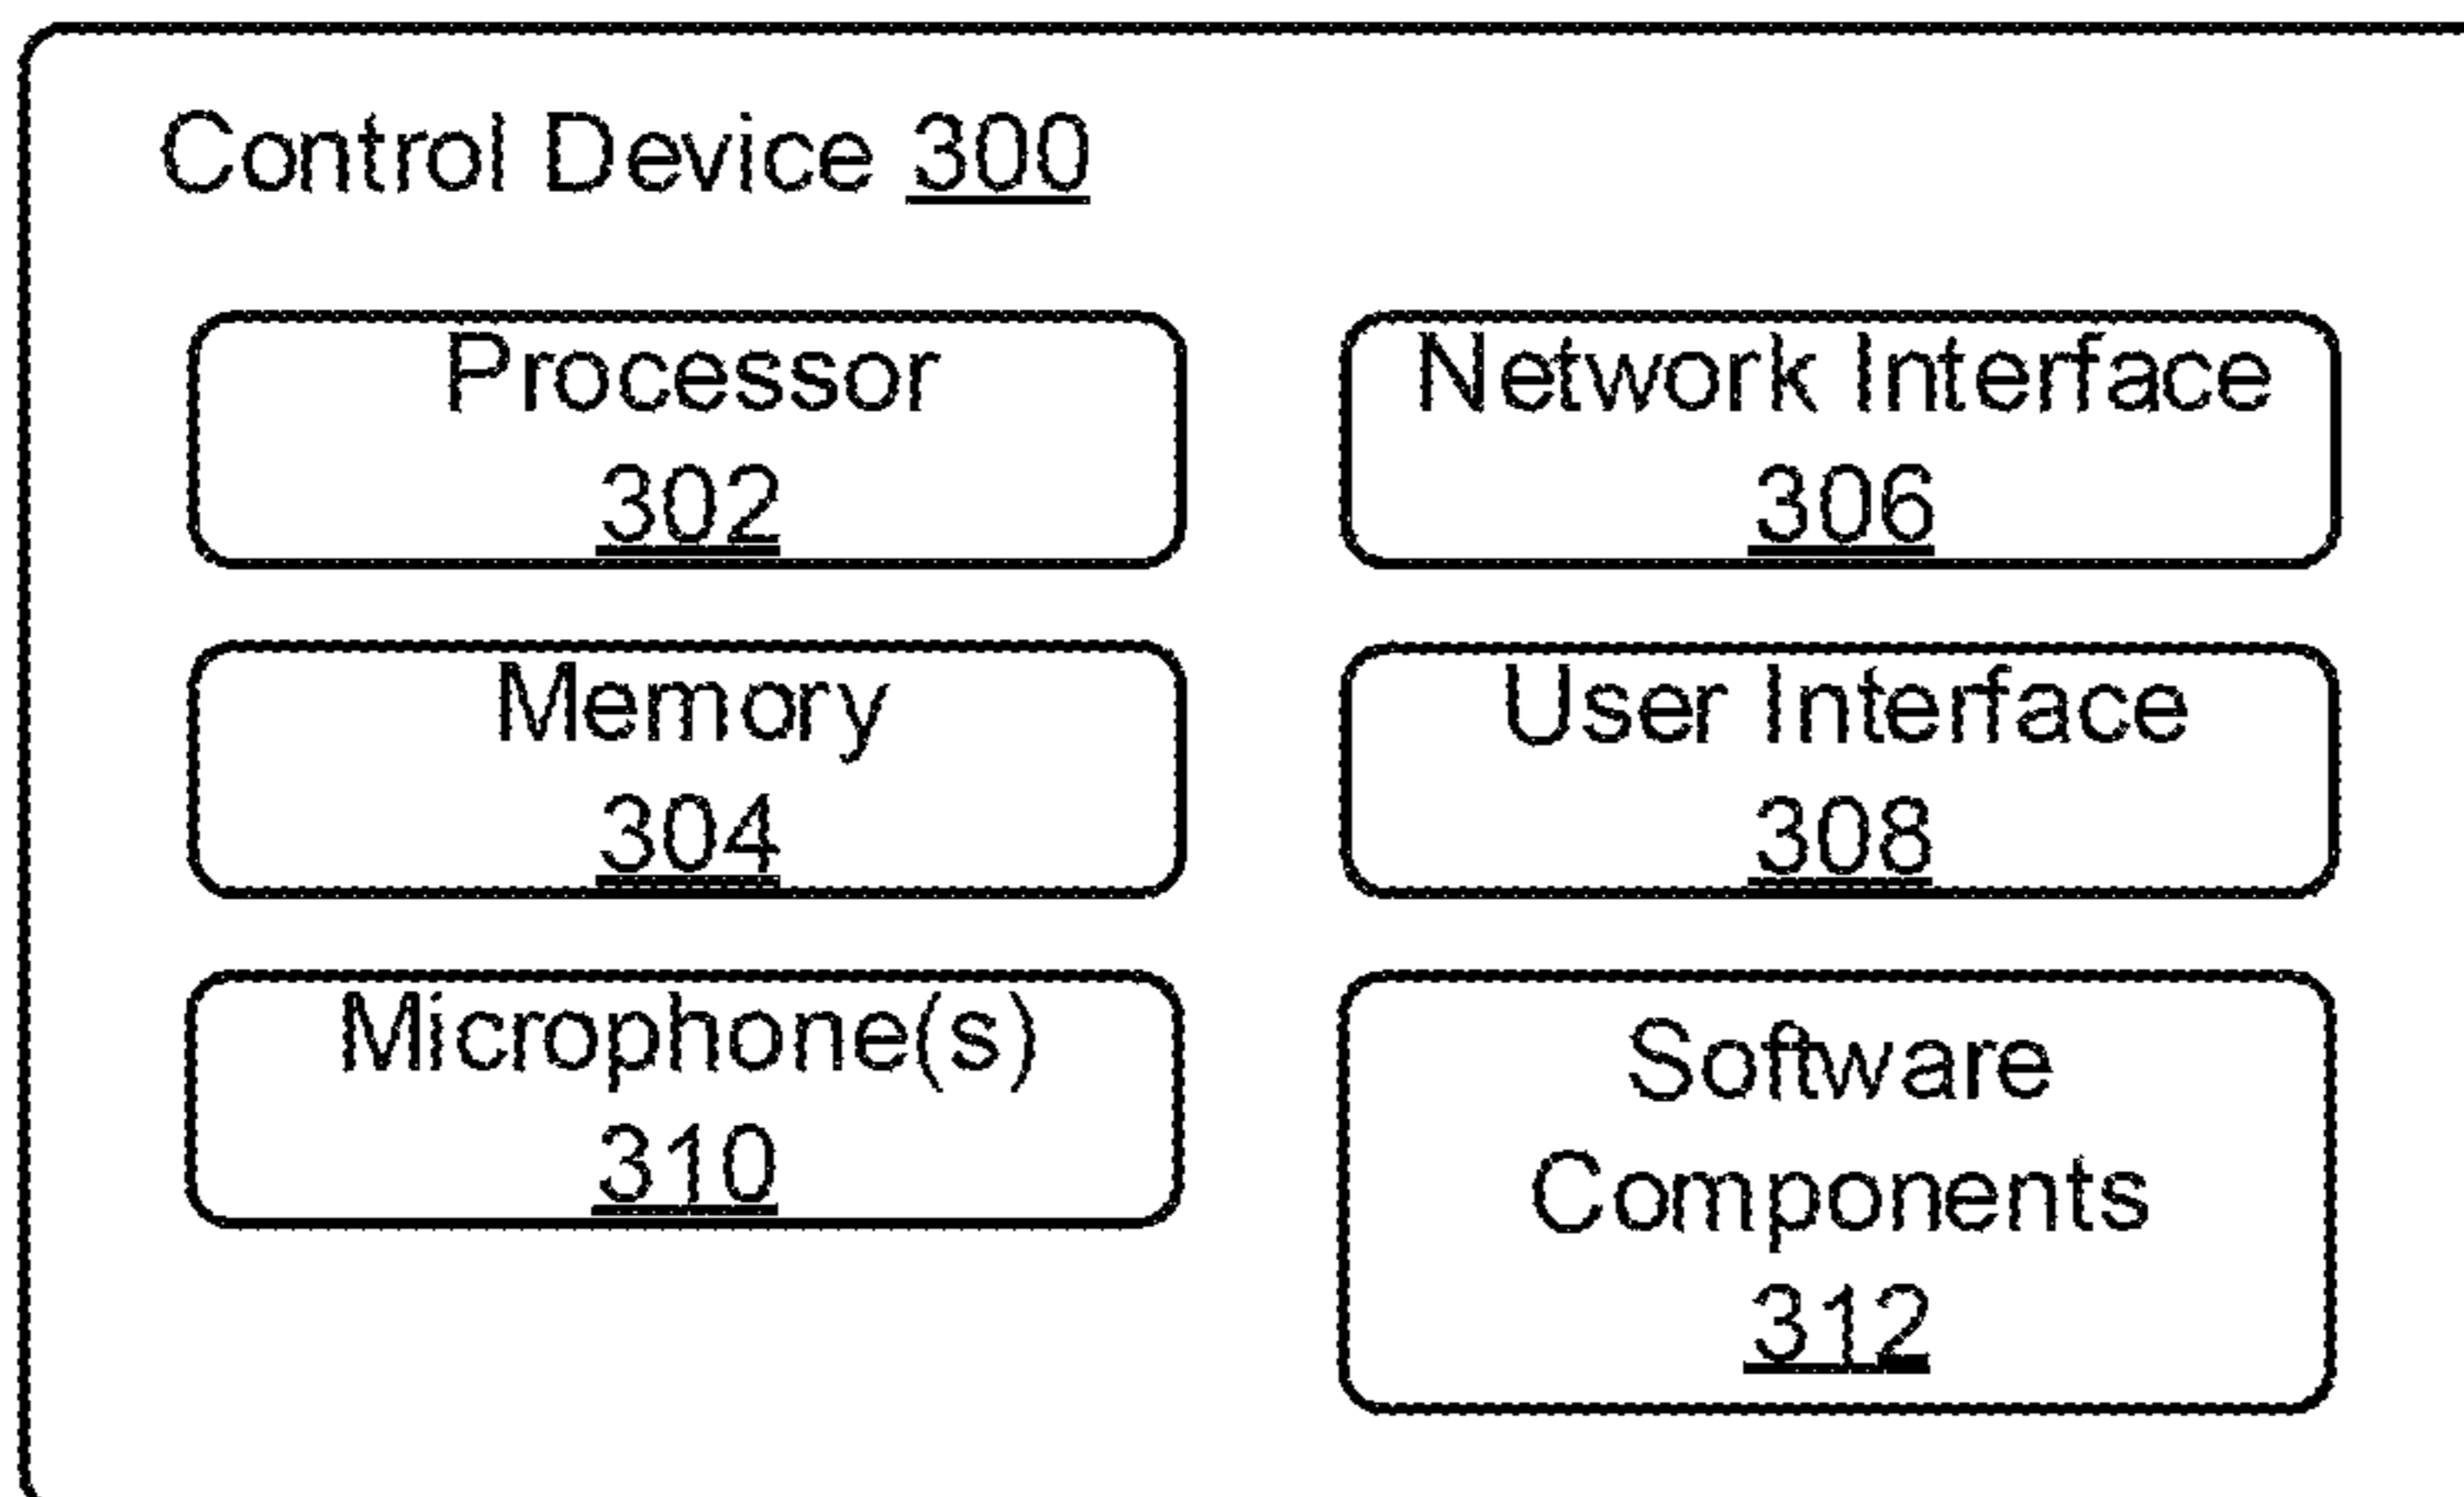 Control Device 300
Processor
302
Network Interface
306
Memory
304
User Interface
308
Microphone(s)
310
Software
Components
312